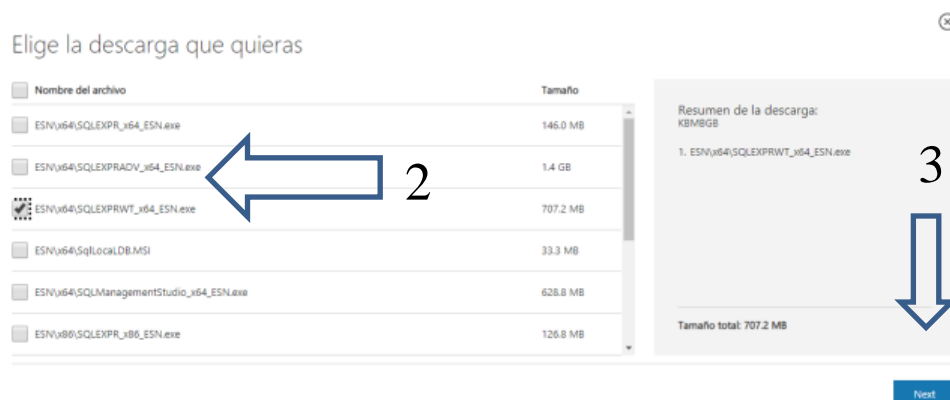 Elige la descarga que quieras
Nombre del archivo Tamaño
ESN\x64\SQLEXPR_x64_ESN.exe 146.0 MB
ESN\x64\SQLEXPRADV_x64_ESN.exe 1.4 GB
ESN\x64\SQLEXPRWT_x64_ESN.exe 707.2 MB
ESN\x64\SqlLocaLDB.MSI 33.3 MB
ESN\x64\SQLManagementStudio_x64_ESN.exe 628.8 MB
ESN\x86\SQLEXPR_x86_ESN.exe 126.8 MB
2
Resumen de la descarga:
KBMBGB
1. ESN\x64\SQLEXPRWT_x64_ESN.exe
3
Tamaño total: 707.2 MB
Next